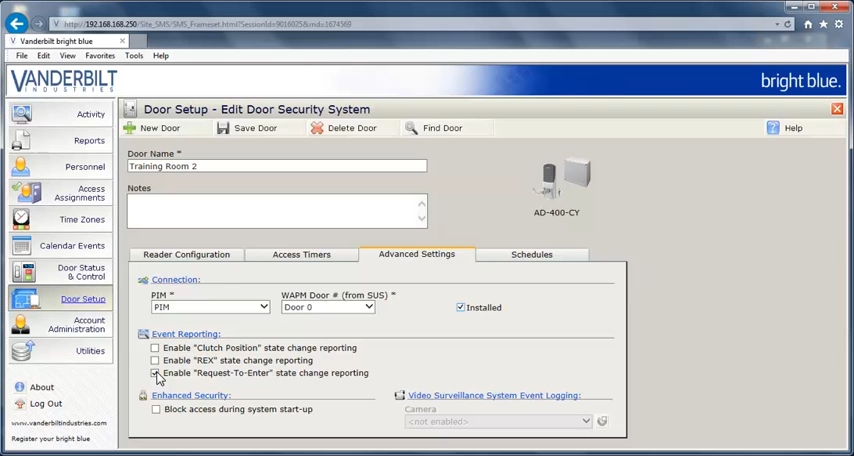 http://192.168.168.250/Site_SMS/SMS_Frameset.html?SessionId=9016025&rnd=1674569
Vanderbilt bright blue
File Edit View Favorites Tools Help
VANDERBILT INDUSTRIES
bright blue.
Activity
Reports
Personnel
Access Assignments
Time Zones
Calendar Events
Door Status & Control
Door Setup
Account Administration
Utilities
About
Log Out
www.vanderbiltindustries.com
Register your bright blue
Door Setup - Edit Door Security System
New Door Save Door Delete Door Find Door Help
Door Name *
Training Room 2
Notes
AD-400-CY
Reader Configuration Access Timers Advanced Settings Schedules
Connection:
PIM * WAPM Door # (from SUS) *
PIM Door 0 Installed
Event Reporting:
Enable "Clutch Position" state change reporting
Enable "REX" state change reporting
Enable "Request-To-Enter" state change reporting
Enhanced Security: Video Surveillance System Event Logging:
Block access during system start-up Camera
<not enabled>